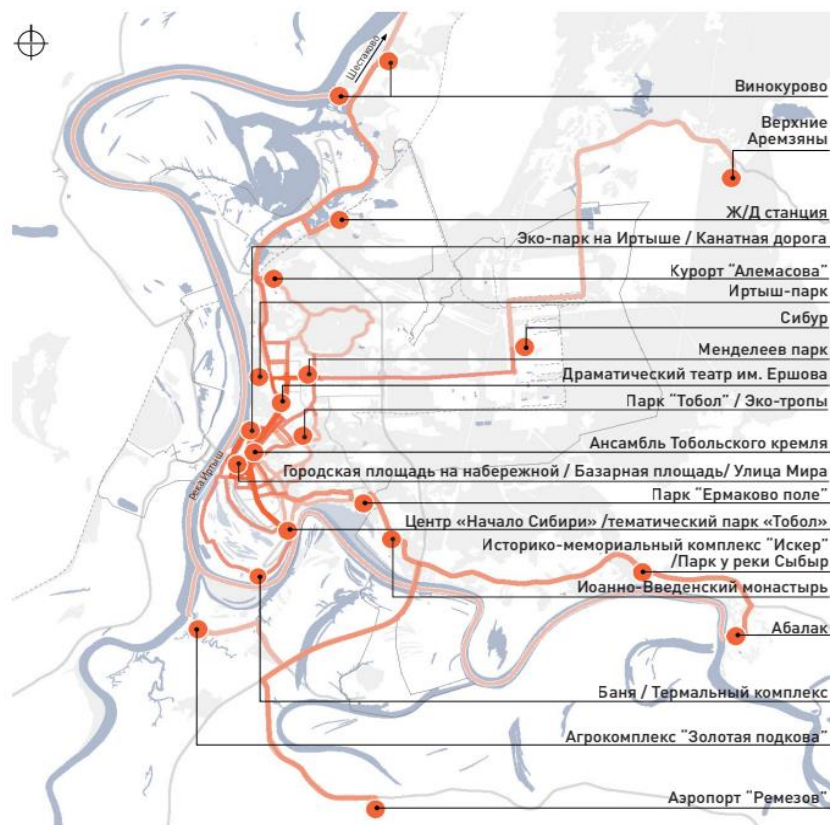 Шестаково
Винокурово
Верхние
Аремзяны
Ж/Д станция
Эко-парк на Иртыше / Канатная дорога
Курорт "Алемасова"
Иртыш-парк
Сибур
Менделеев парк
Драматический театр им. Ершова
Парк "Тобол" / Эко-тропы
Ансамбль Тобольского кремля
река Иртыш
Городская площадь на набережной / Базарная площадь/ Улица Мира
Парк "Ермаково поле"
Центр «Начало Сибири» /тематический парк «Тобол»
Историко-мемориальный комплекс "Искер"
/Парк у реки Сыбыр
Иоанно-Введенский монастырь
Абалак
Баня / Термальный комплекс
Агрокомплекс "Золотая подкова"
Аэропорт "Ремезов"